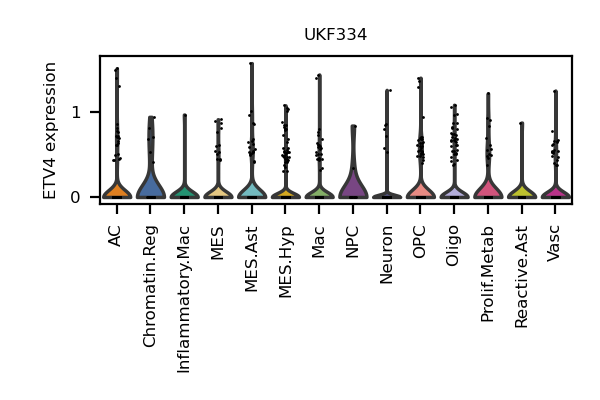 UKF334
ETV4 expression
1
0
AC
Chromatin.Reg
Inflammatory.Mac
MES
MES.Ast
MES.Hyp
Mac
NPC
Neuron
OPC
Oligo
Prolif.Metab
Reactive.Ast
Vasc